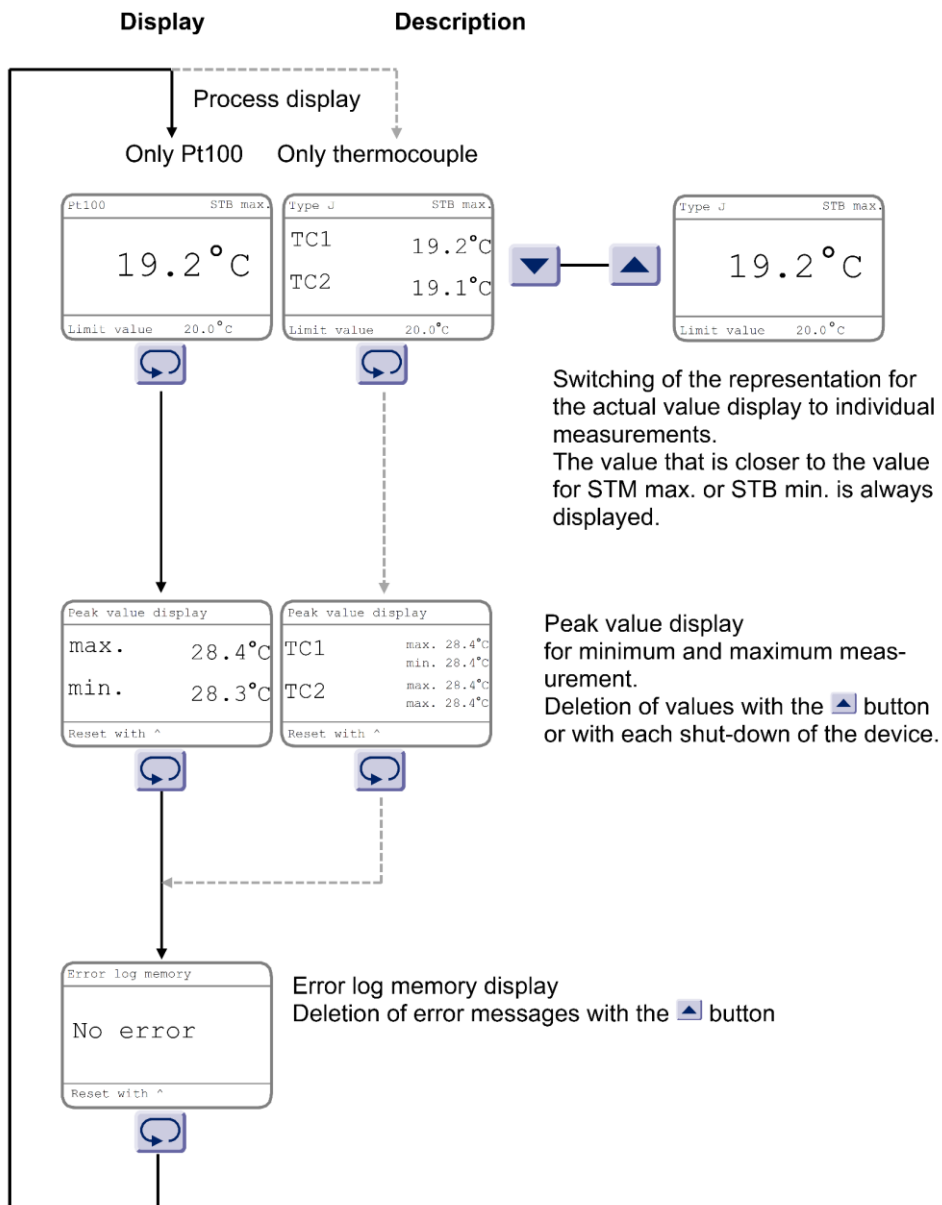 Display Description
Process display
Only Pt100 Only thermocouple
Pt100 STB max.
19.2°C
Limit value 20.0°C
Type J STB max.
TC1 19.2°C
TC2 19.1°C
Limit value 20.0°C
Type J STB max.
19.2°C
Limit value 20.0°C
Switching of the representation for
the actual value display to individual
measurements.
The value that is closer to the value
for STM max. or STB min. is always
displayed.
Peak value display
max. 28.4°C
min. 28.3°C
Reset with ^
Peak value display
TC1 max. 28.4°C
min. 28.4°C
TC2 max. 28.4°C
max. 28.4°C
Reset with ^
Peak value display
for minimum and maximum meas-
urement.
Deletion of values with the button
or with each shut-down of the device.
Error log memory
No error
Reset with ^
Error log memory display
Deletion of error messages with the button